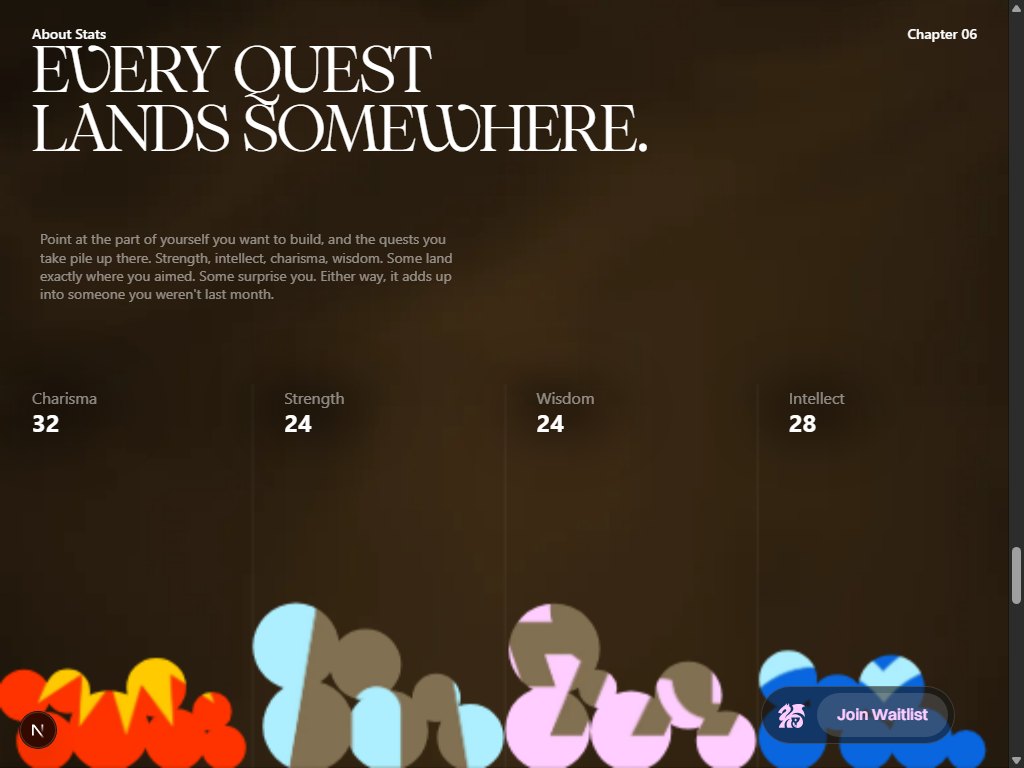 About Stats
Chapter 06
EVERY QUEST
LANDS SOMEWHERE.
Point at the part of yourself you want to build, and the quests you
take pile up there. Strength, intellect, charisma, wisdom. Some land
exactly where you aimed. Some surprise you. Either way, it adds up
into someone you weren't last month.
Charisma
32
Strength
24
Wisdom
24
Intellect
28
N
Join Waitlist